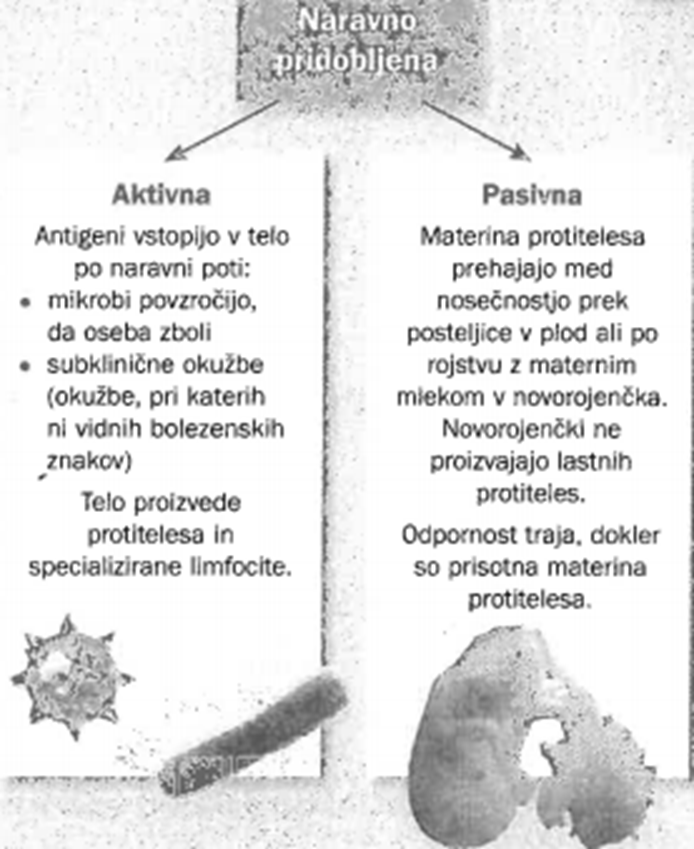 Naravno
pridobljena
Aktivna
Antigeni vstopijo v telo
po naravni poti:
• mikrobi povzročijo,
da oseba zboli
• subklinične okužbe
(okužbe, pri katerih
ni vidnih bolezenskih
znakov)
Telo proizvede
protitelesa in
specializirane limfocite.
Pasivna
Materina protitelesa
prehajajo med
nosečnostjo prek
posteljice v plod ali po
rojstvu z maternim
mlekom v novorojenčka.
Novorojenčki ne
proizvajajo lastnih
protiteles.
Odpornost traja, dokler
so prisotna materina
protitelesa.